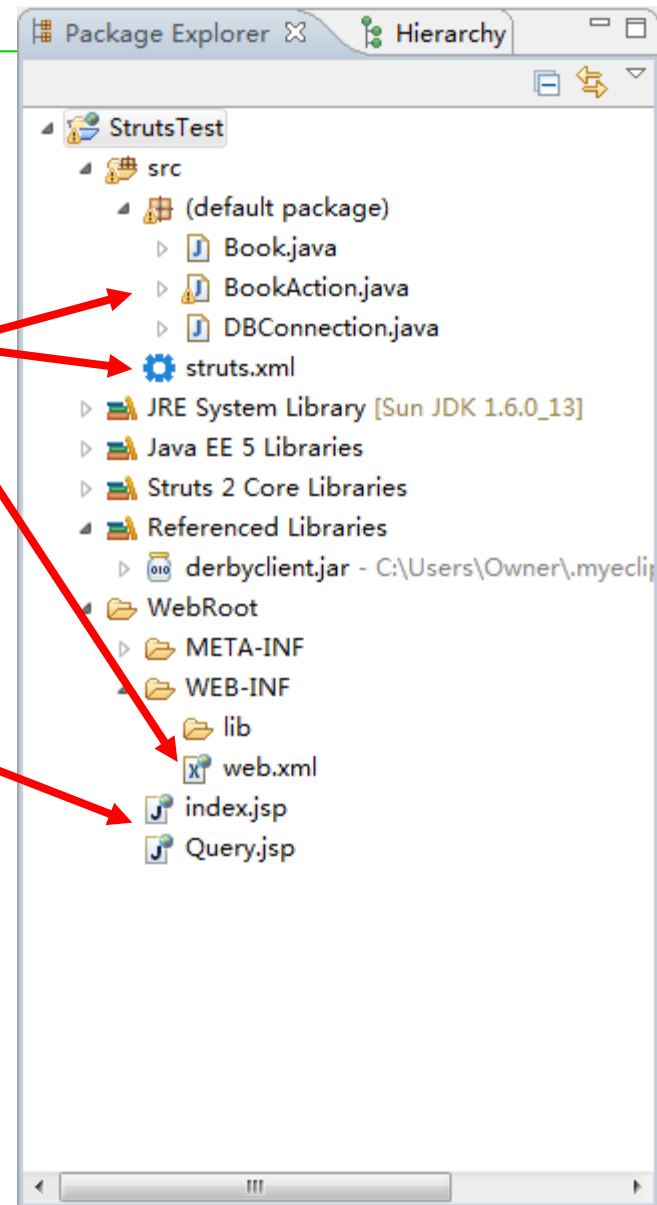 Package Explorer Hierarchy
StrutsTest
src
(default package)
Book.java
BookAction.java
DBConnection.java
struts.xml
JRE System Library [Sun JDK 1.6.0_13]
Java EE 5 Libraries
Struts 2 Core Libraries
Referenced Libraries
derbyclient.jar - C:\Users\Owner\.myeclip
WebRoot
META-INF
WEB-INF
lib
web.xml
index.jsp
Query.jsp